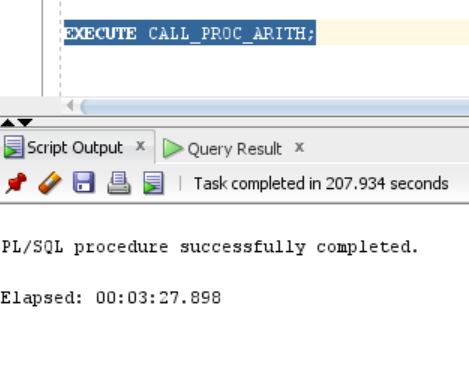 EXECUTE CALL_PROC_ARITH;
Script Output x Query Result x
Task completed in 207.934 seconds
PL/SQL procedure successfully completed.
Elapsed: 00:03:27.898